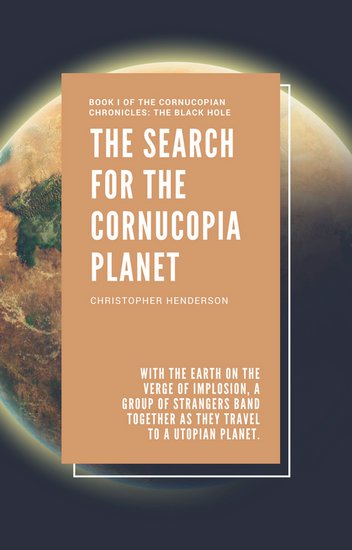 BOOK I OF THE CORNUCOPIAN
CHRONICLES: THE BLACK HOLE
THE SEARCH
FOR THE
CORNUCOPIA
PLANET
CHRISTOPHER HENDERSON
WITH THE EARTH ON THE
VERGE OF IMPLOSION, A
GROUP OF STRANGERS BAND
TOGETHER AS THEY TRAVEL
TO A UTOPIAN PLANET.